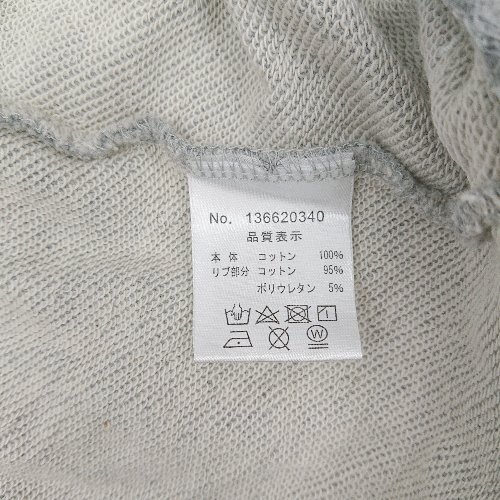 No. 136620340
品質表示
本体 コットン 100%
リブ部分 コットン 95%
ポリウレタン 5%
W